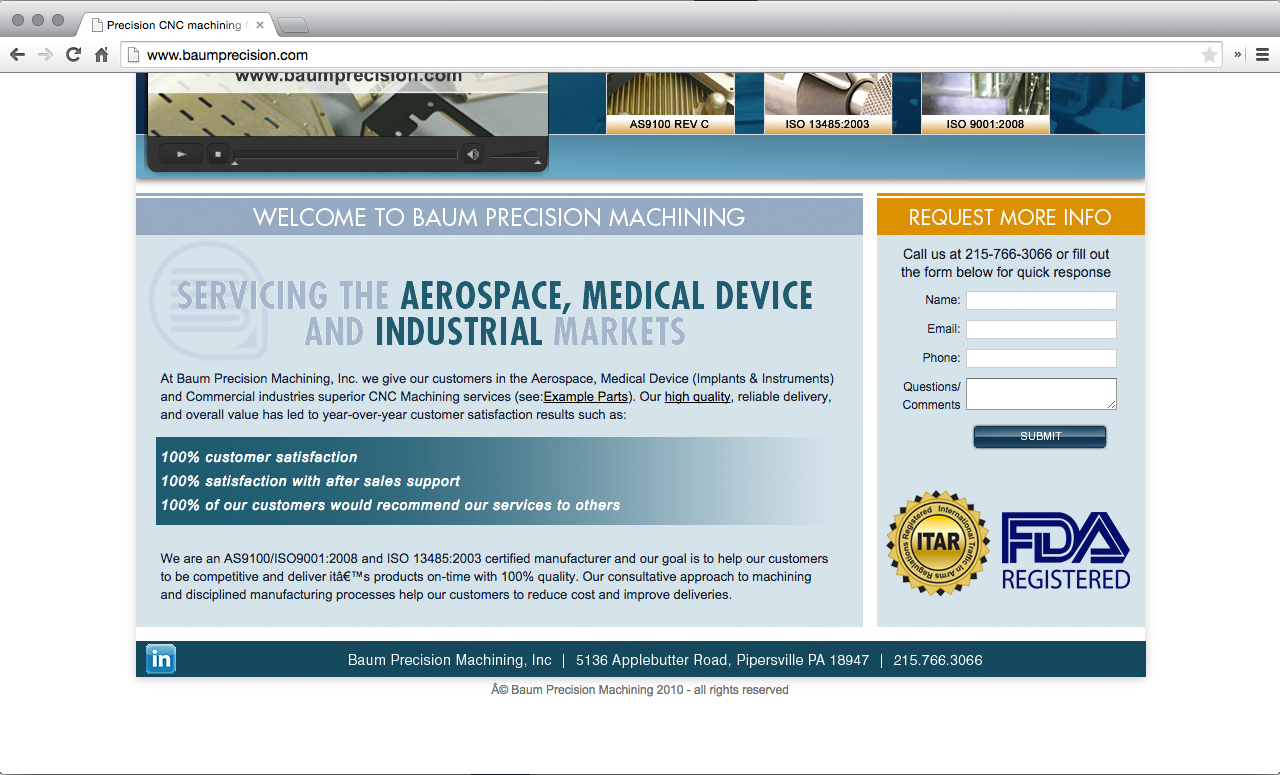 Precision CNC machining f
www.baumprecision.com
www.baumprecision.com
AS9100 REV C
ISO 13485:2003
ISO 9001:2008
WELCOME TO BAUM PRECISION MACHINING
SERVICING THE AEROSPACE, MEDICAL DEVICE
AND INDUSTRIAL MARKETS
At Baum Precision Machining, Inc. we give our customers in the Aerospace, Medical Device (Implants & Instruments)
and Commercial industries superior CNC Machining services (see:Example Parts). Our high quality, reliable delivery,
and overall value has led to year-over-year customer satisfaction results such as:
100% customer satisfaction
100% satisfaction with after sales support
100% of our customers would recommend our services to others
We are an AS9100/ISO9001:2008 and ISO 13485:2003 certified manufacturer and our goal is to help our customers
to be competitive and deliver itâ€™s products on-time with 100% quality. Our consultative approach to machining
and disciplined manufacturing processes help our customers to reduce cost and improve deliveries.
REQUEST MORE INFO
Call us at 215-766-3066 or fill out
the form below for quick response
Name:
Email:
Phone:
Questions/
Comments
SUBMIT
Registered International Traffic In Arms Regulations
ITAR
FDA
REGISTERED
in
Baum Precision Machining, Inc | 5136 Applebutter Road, Pipersville PA 18947 | 215.766.3066
Â© Baum Precision Machining 2010 - all rights reserved